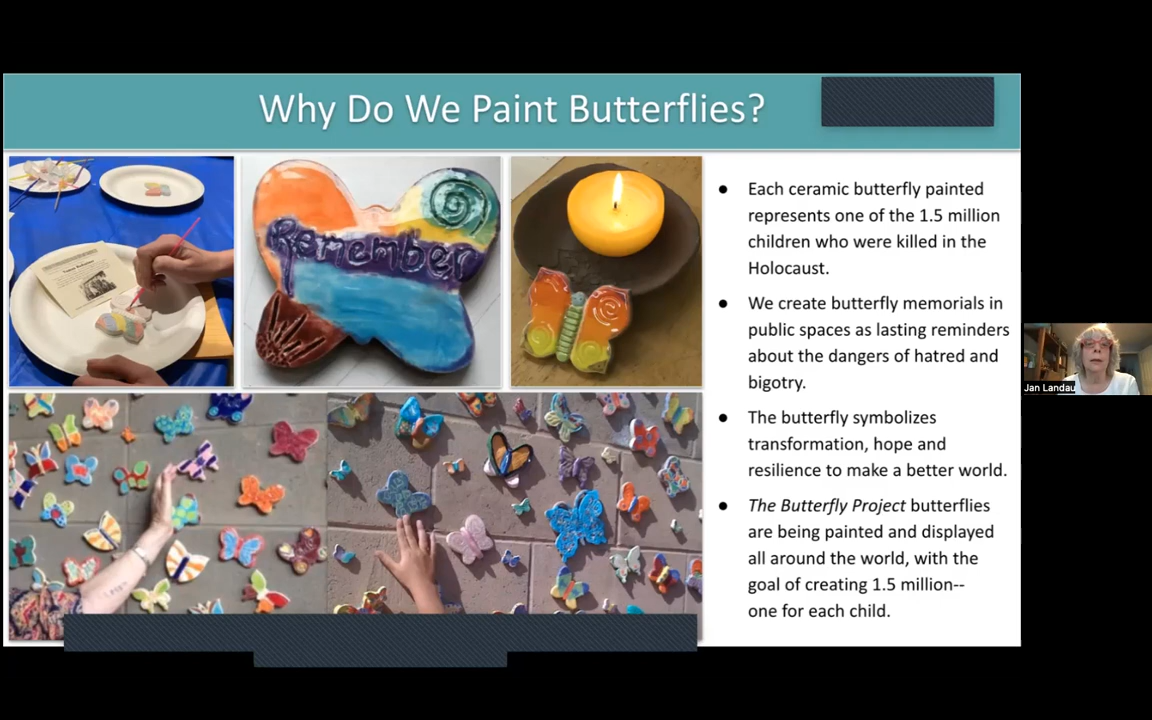 Why Do We Paint Butterflies?
Remember
● Each ceramic butterfly painted
represents one of the 1.5 million
children who were killed in the
Holocaust.
● We create butterfly memorials in
public spaces as lasting reminders
about the dangers of hatred and
bigotry.
● The butterfly symbolizes
transformation, hope and
resilience to make a better world.
● The Butterfly Project butterflies
are being painted and displayed
all around the world, with the
goal of creating 1.5 million--
one for each child.
Jan Landau